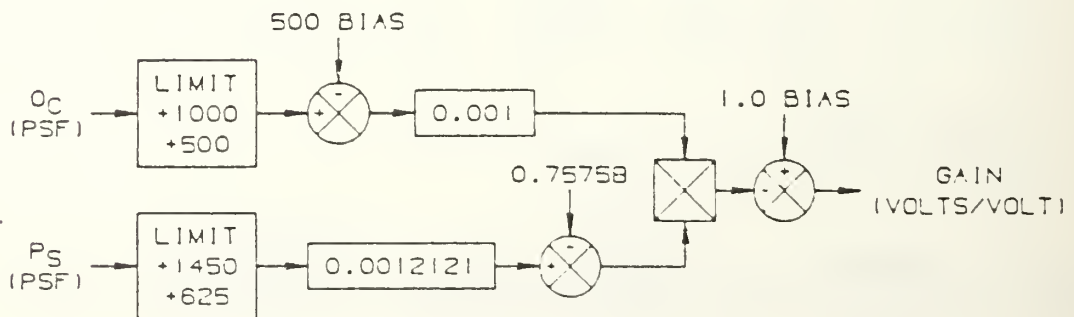 500 BIAS
QC
(PSF)
LIMIT
+1000
+500
-
+
0.001
1.0 BIAS
+
-
GAIN
(VOLTS/VOLT)
0.75758
-
+
PS
(PSF)
LIMIT
+1450
+625
0.0012121